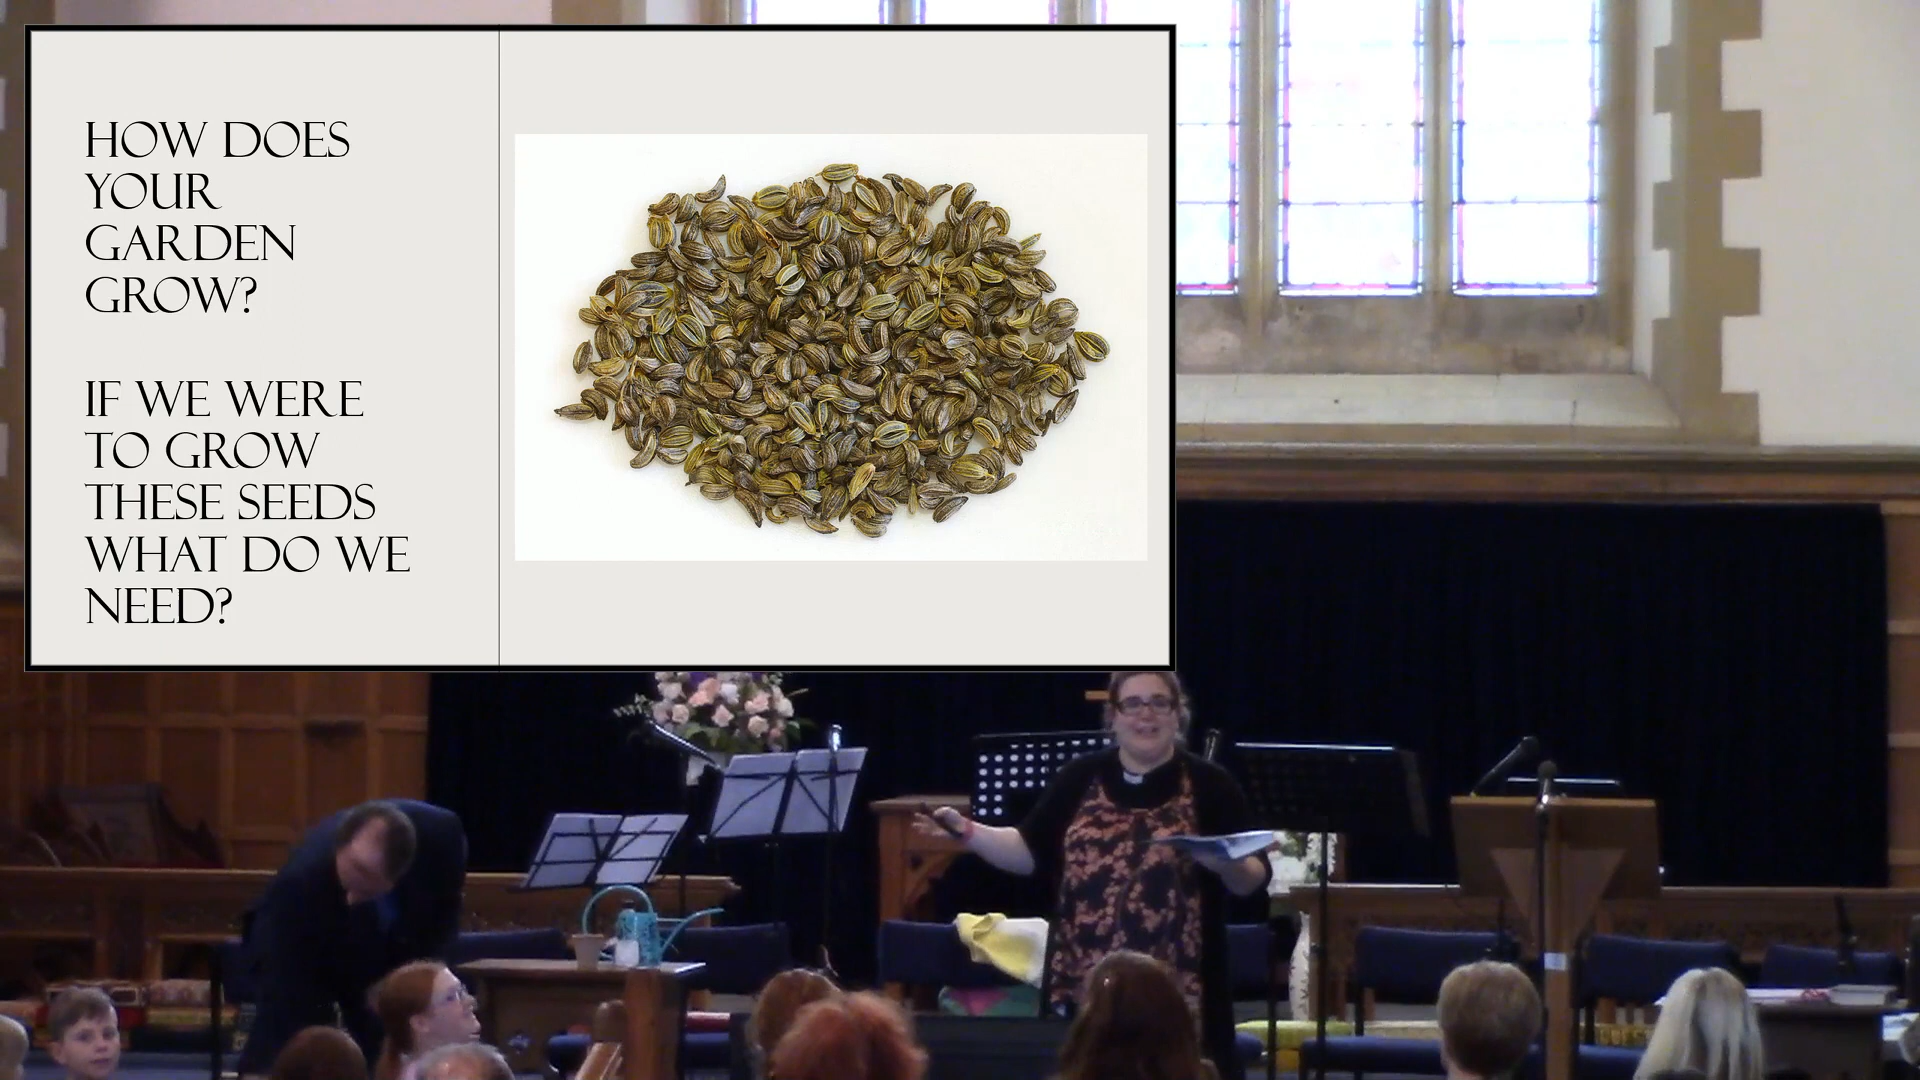 HOW DOES
YOUR
GARDEN
GROW?
IF WE WERE
TO GROW
THESE SEEDS
WHAT DO WE
NEED?